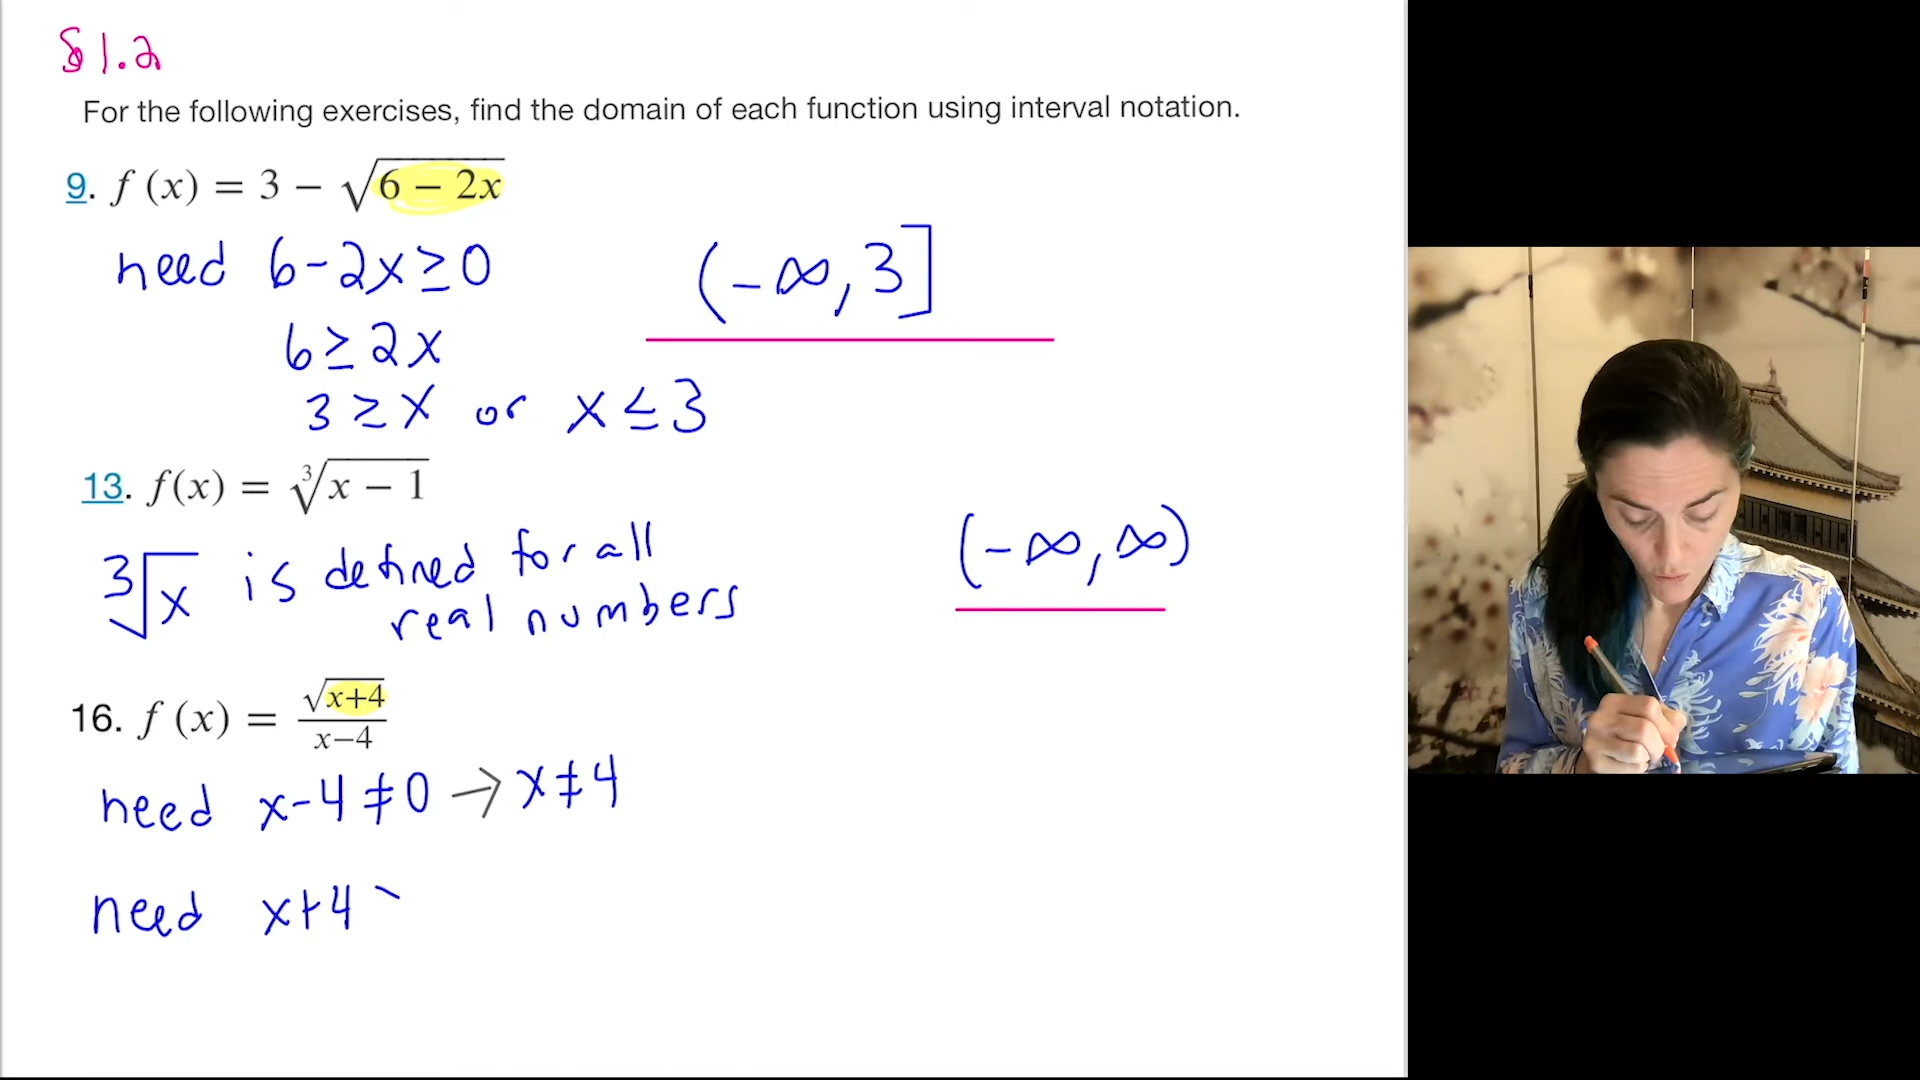 §1.2
For the following exercises, find the domain of each function using interval notation.
9. f (x) = 3 − √(6 − 2x)
need 6-2x≥0
(-∞,3]
6≥2x
3≥x or x≤3
13. f(x) = ∛(x − 1)
∛x is defined for all
real numbers
(-∞,∞)
16. f (x) = √(x+4)/(x−4)
need x-4≠0 → x≠4
need x+4